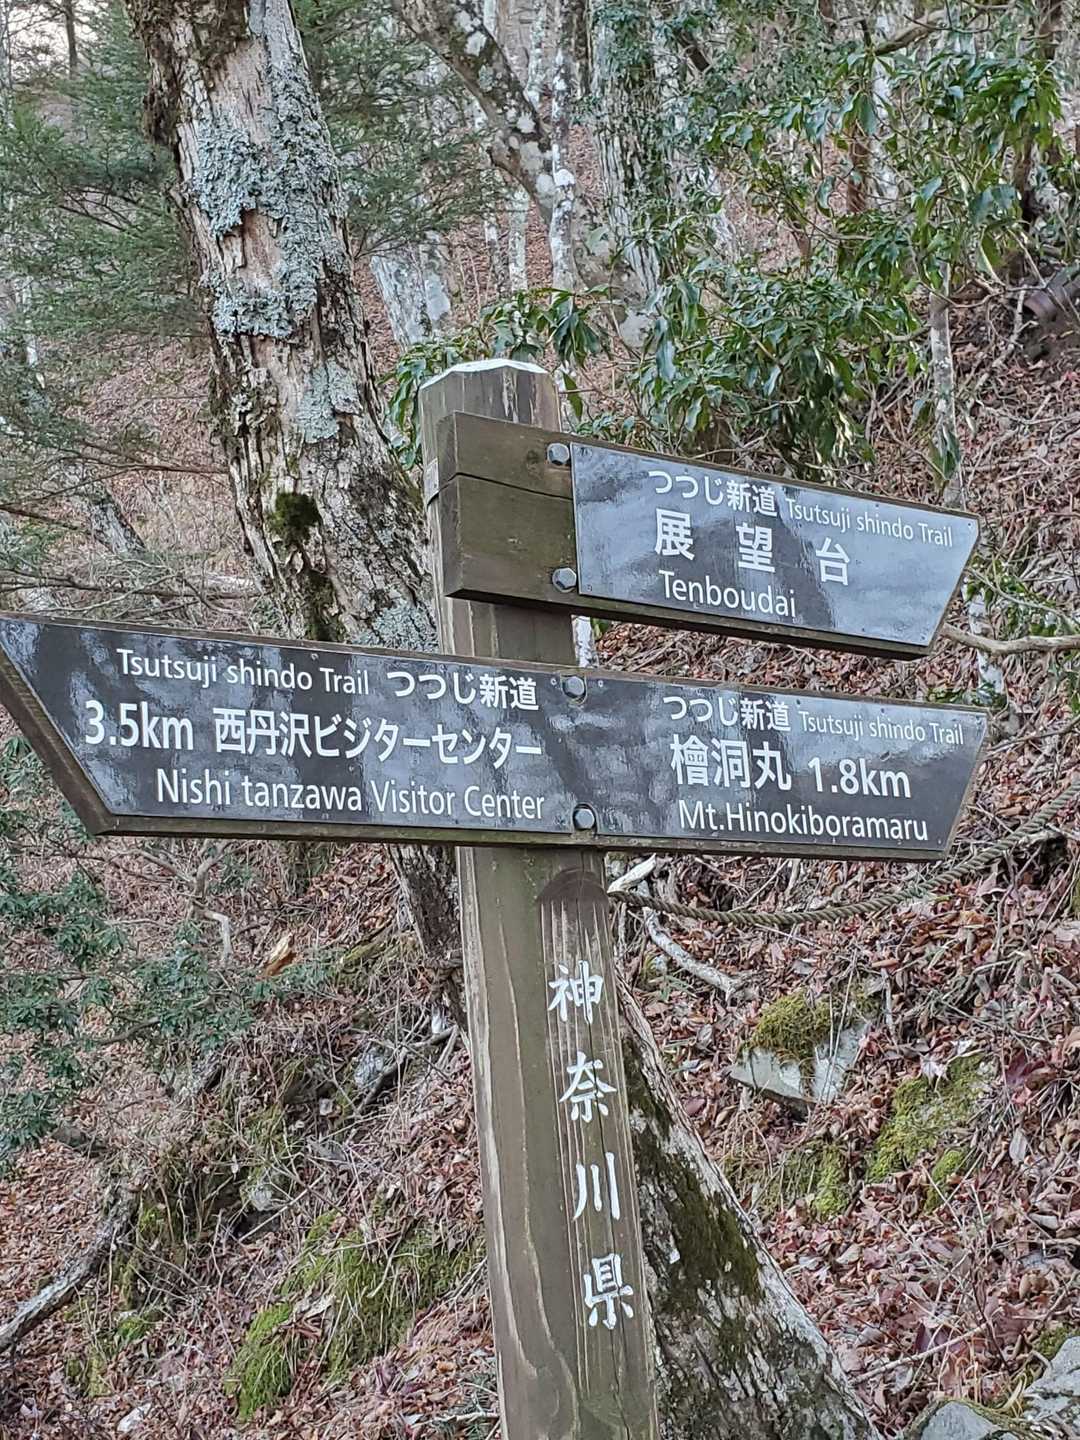 つつじ新道 Tsutsuji shindo Trail
展望台
Tenboudai
Tsutsuji shindo Trail つつじ新道
3.5km 西丹沢ビジターセンター
Nishi tanzawa Visitor Center
つつじ新道 Tsutsuji shindo Trail
檜洞丸 1.8km
Mt.Hinokiboramaru
神奈川県